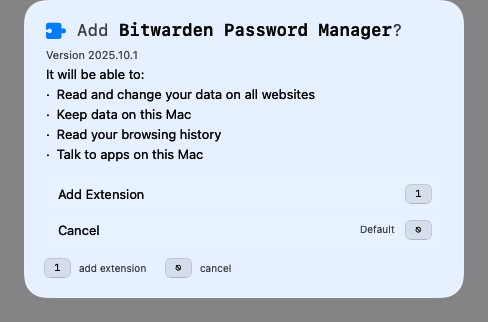 Add Bitwarden Password Manager?
Version 2025.10.1
It will be able to:
· Read and change your data on all websites
· Keep data on this Mac
· Read your browsing history
· Talk to apps on this Mac
Add Extension 1
Cancel Default 0
1 add extension 0 cancel